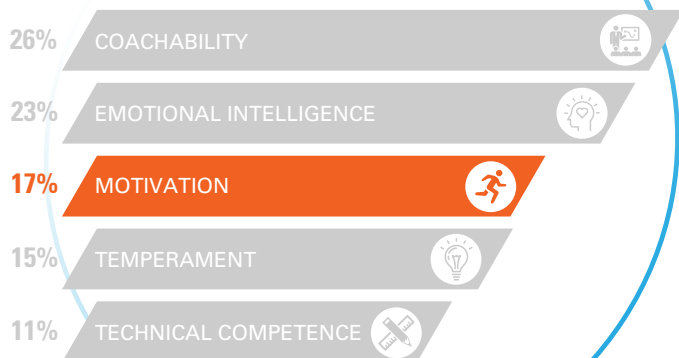 26% COACHABILITY
23% EMOTIONAL INTELLIGENCE
17% MOTIVATION
15% TEMPERAMENT
11% TECHNICAL COMPETENCE